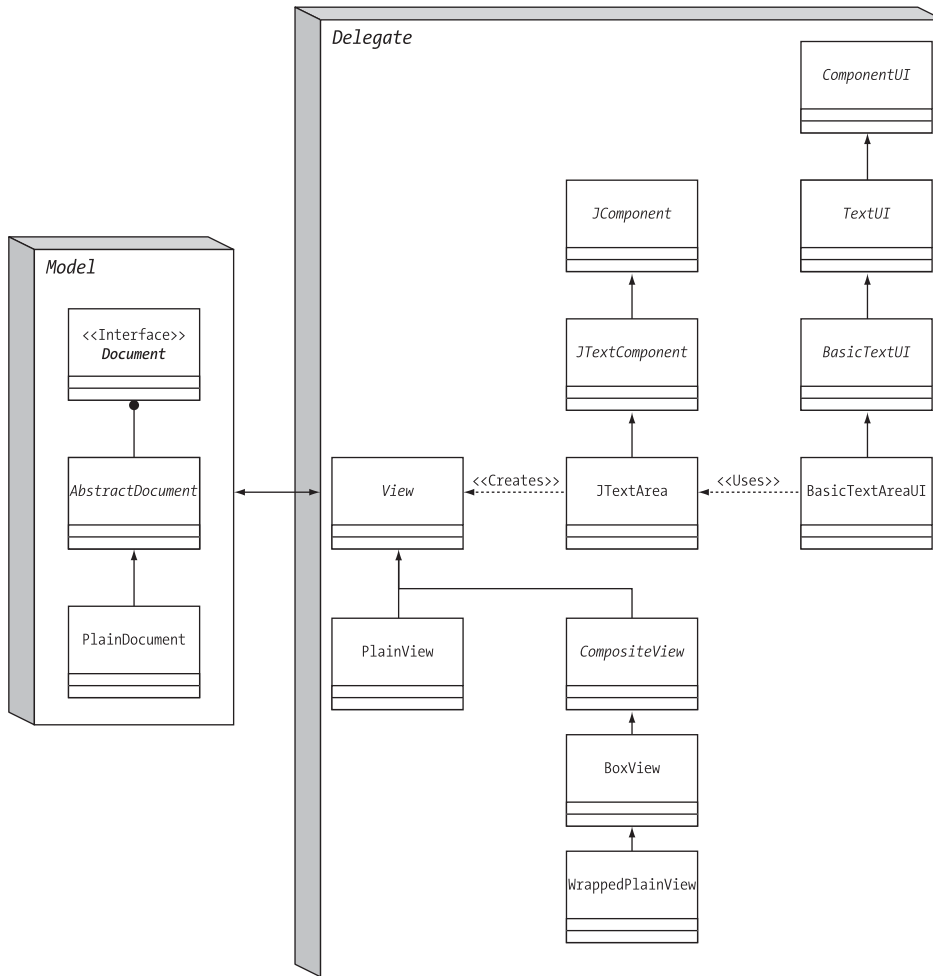 Delegate
ComponentUI
JComponent
TextUI
Model
<<Interface>>
Document
JTextComponent
BasicTextUI
AbstractDocument
View
<<Creates>>
JTextArea
<<Uses>>
BasicTextAreaUI
PlainDocument
PlainView
CompositeView
BoxView
WrappedPlainView